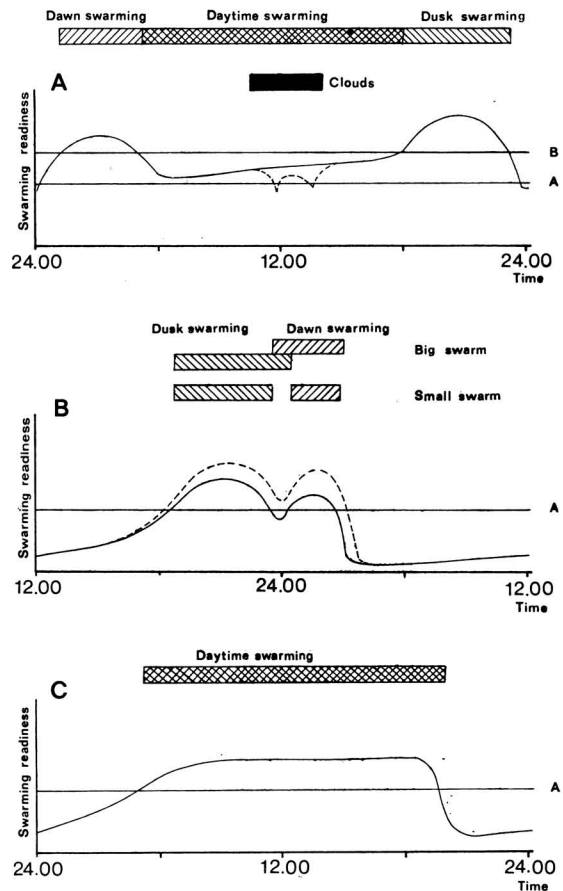 Dawn swarming Daytime swarming Dusk swarming
A
Clouds
Swarming readiness
B
A
24.00 12.00 24.00
Time
Dusk swarming Dawn swarming
Big swarm
B
Small swarm
Swarming readiness
A
12.00 24.00 12.00
Time
Daytime swarming
C
Swarming readiness
A
24.00 12.00 24.00
Time